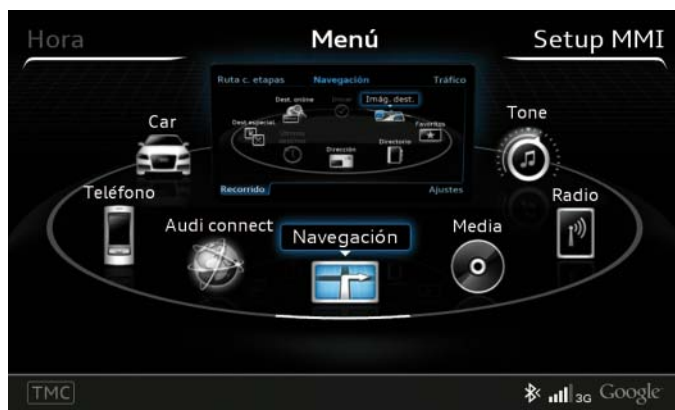 Hora
Menú
Setup MMI
Ruta c. etapas
Navegación
Tráfico
Dest. online
Imág. dest.
Dest. especial.
Favoritos
Dirección
Directorio
Recorrido
Ajustes
Car
Tone
Teléfono
Radio
Audi connect
Navegación
Media
TMC
3G Google